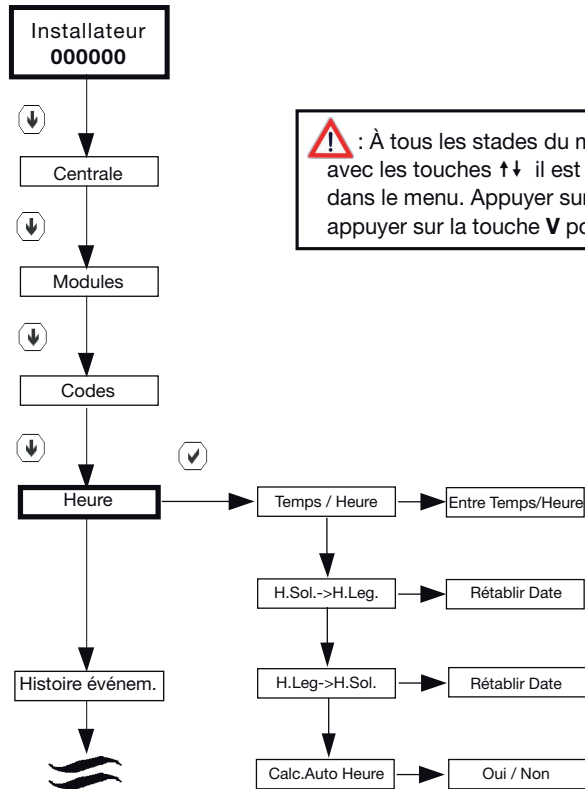 Installateur
000000
: À tous les stades du
avec les touches ↑↓ il est
dans le menu. Appuyer sur
appuyer sur la touche V
Centrale
Modules
Codes
Heure
Temps / Heure
Entre Temps/Heure
H.Sol.->H.Leg.
Rétablir Date
Histoire événem.
H.Leg->H.Sol.
Rétablir Date
Calc.Auto Heure
Oui / Non